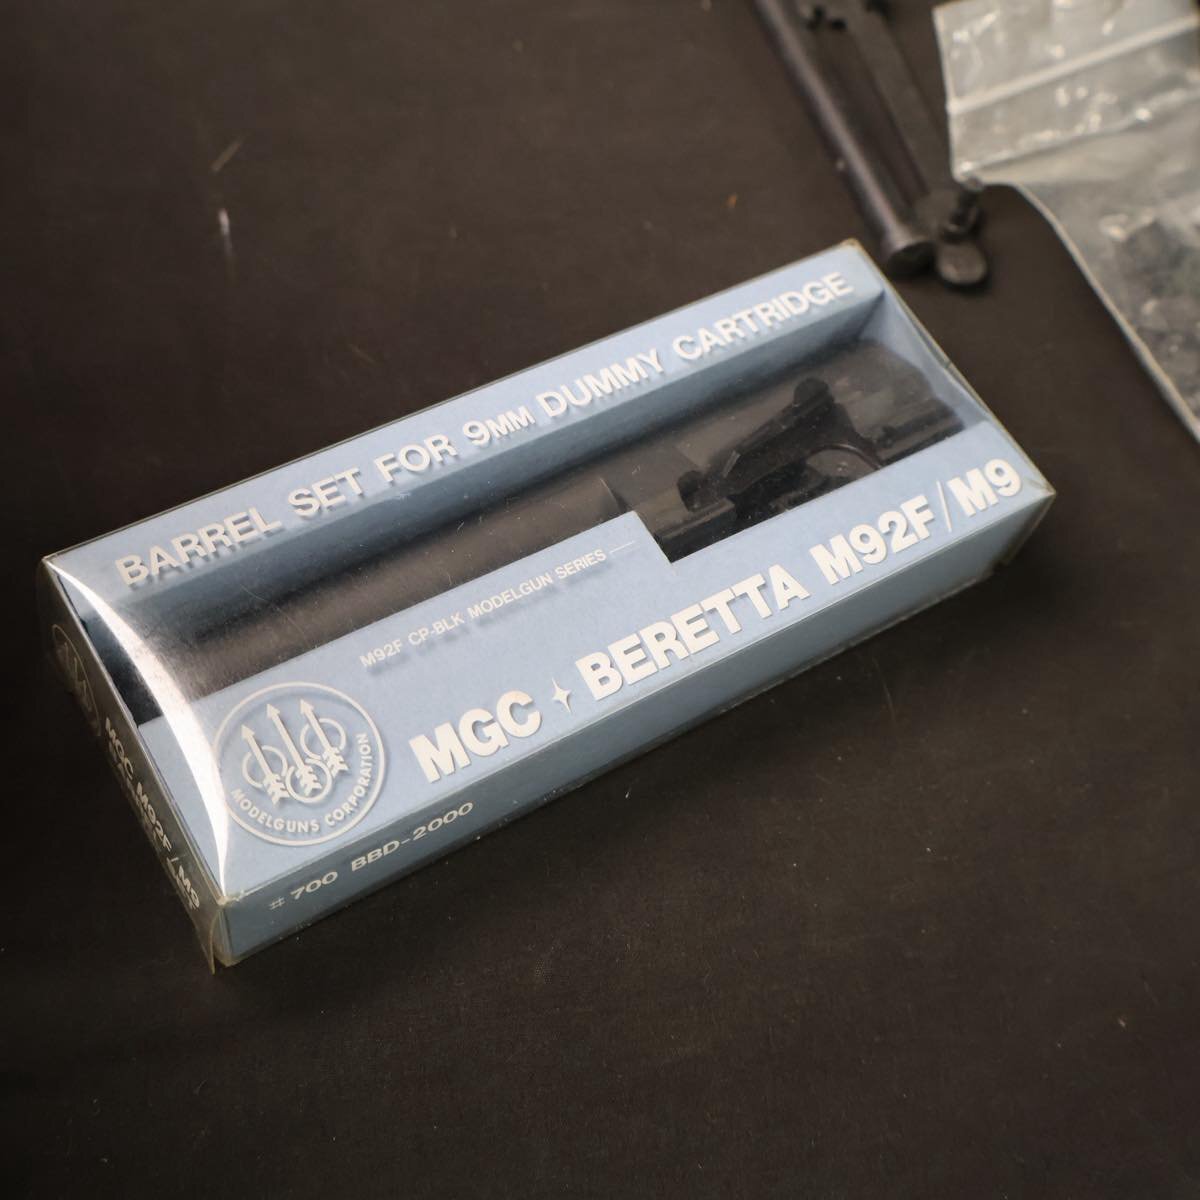 BARREL SET FOR 9MM DUMMY CARTRIDGE
M92F CP-BLK MODELGUN SERIES
MGC BERETTA M92F/M9
MODELGUNS CORPORATION
# 700 BBD-2000
MGC M92F/M9